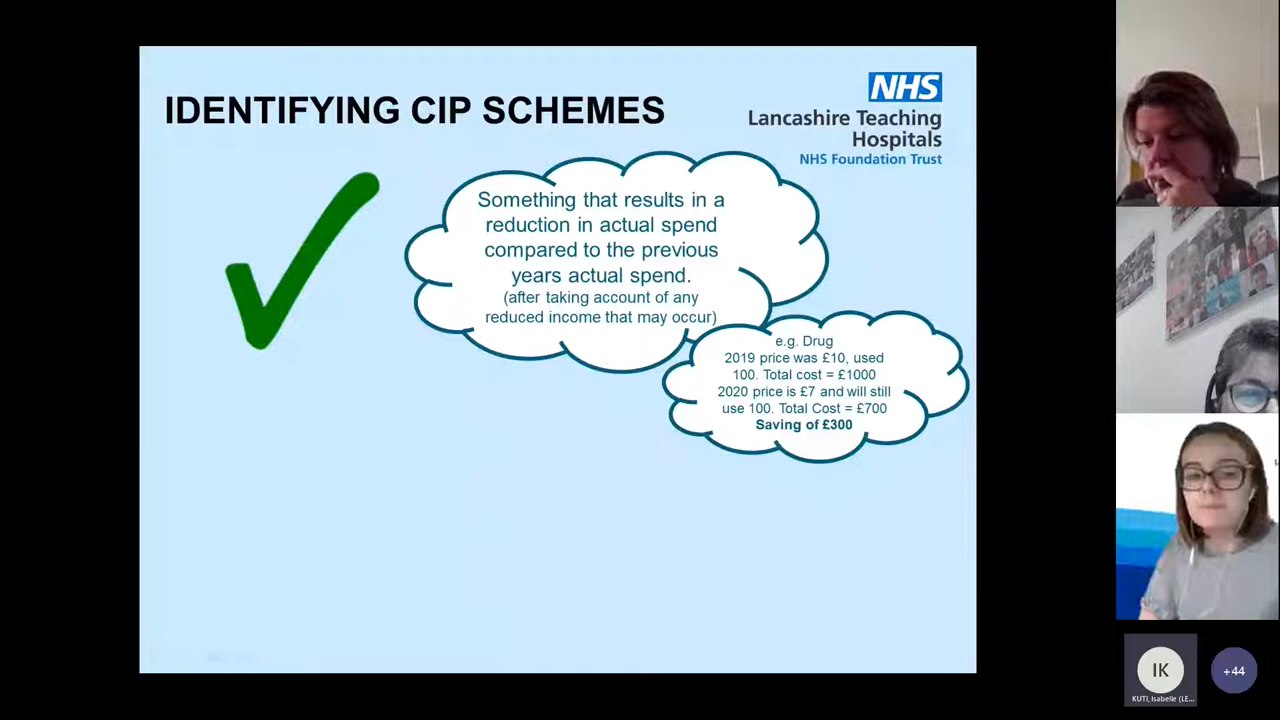 IDENTIFYING CIP SCHEMES
NHS
Lancashire Teaching
Hospitals
NHS Foundation Trust
Something that results in a
reduction in actual spend
compared to the previous
years actual spend.
(after taking account of any
reduced income that may occur)
e.g. Drug
2019 price was £10, used
100. Total cost = £1000
2020 price is £7 and will still
use 100. Total Cost = £700
Saving of £300
IK
+44
KUTI, Isabelle (LE...